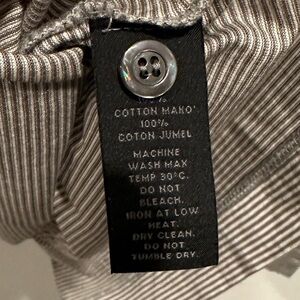 100%
COTTON MAKO'
100%
COTON JUMEL
MACHINE
WASH MAX
TEMP 30°C.
DO NOT
BLEACH.
IRON AT LOW
HEAT.
DRY CLEAN.
DO NOT
TUMBLE DRY.